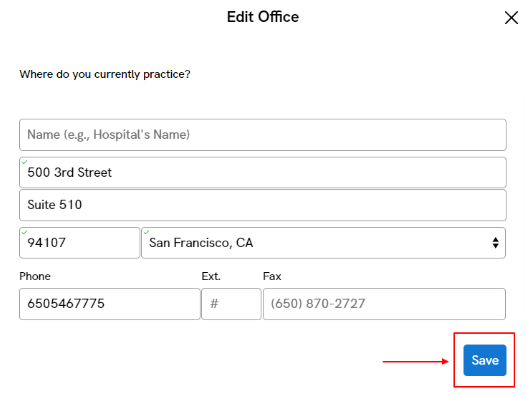 Edit Office
Where do you currently practice?
Name (e.g., Hospital's Name)
500 3rd Street
Suite 510
94107 San Francisco, CA
Phone Ext. Fax
6505467775 # (650) 870-2727
Save